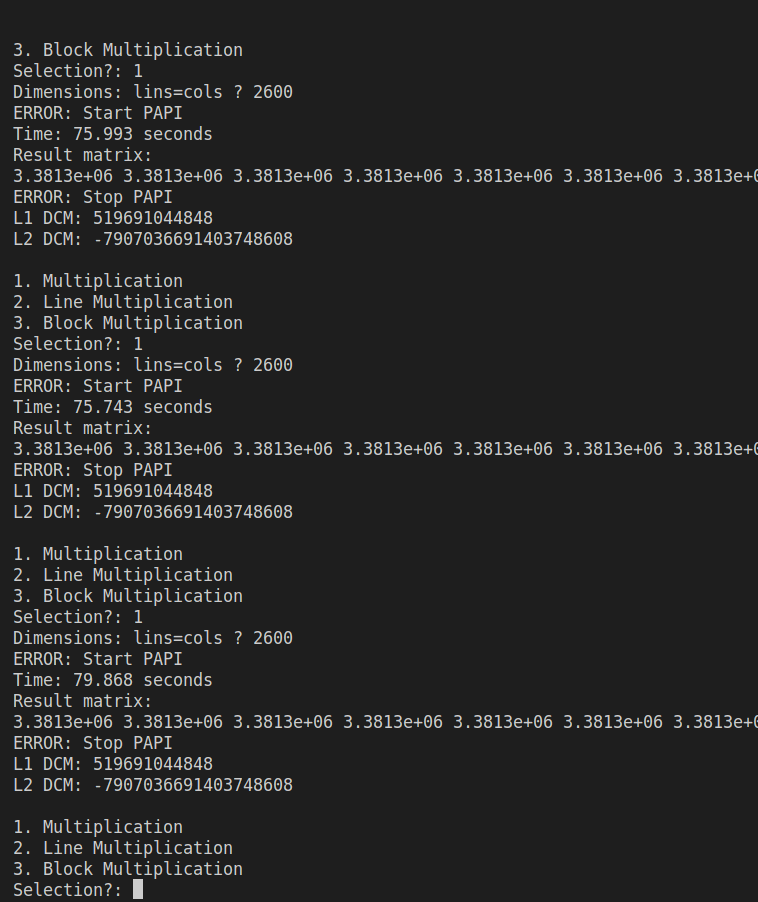 3. Block Multiplication
Selection?: 1
Dimensions: lins=cols ? 2600
ERROR: Start PAPI
Time: 75.993 seconds
Result matrix:
3.3813e+06 3.3813e+06 3.3813e+06 3.3813e+06 3.3813e+06 3.3813e+06 3.3813e+0
ERROR: Stop PAPI
L1 DCM: 519691044848
L2 DCM: -7907036691403748608
1. Multiplication
2. Line Multiplication
3. Block Multiplication
Selection?: 1
Dimensions: lins=cols ? 2600
ERROR: Start PAPI
Time: 75.743 seconds
Result matrix:
3.3813e+06 3.3813e+06 3.3813e+06 3.3813e+06 3.3813e+06 3.3813e+06 3.3813e+0
ERROR: Stop PAPI
L1 DCM: 519691044848
L2 DCM: -7907036691403748608
1. Multiplication
2. Line Multiplication
3. Block Multiplication
Selection?: 1
Dimensions: lins=cols ? 2600
ERROR: Start PAPI
Time: 79.868 seconds
Result matrix:
3.3813e+06 3.3813e+06 3.3813e+06 3.3813e+06 3.3813e+06 3.3813e+06 3.3813e+0
ERROR: Stop PAPI
L1 DCM: 519691044848
L2 DCM: -7907036691403748608
1. Multiplication
2. Line Multiplication
3. Block Multiplication
Selection?: